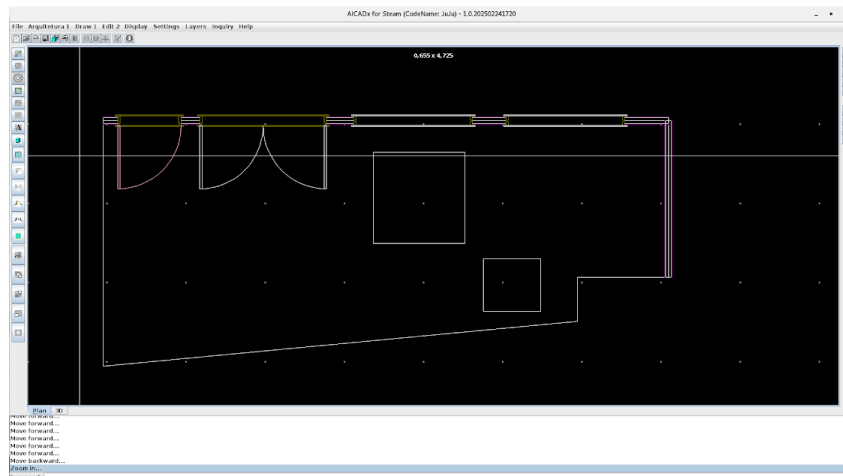 AICADx for Steam (CodeName: JuJu) - 1.0.202502241720
File Arquitetura 1 Draw 1 Edit 2 Display Settings Layers Inquiry Help
0,655 x 4,725
A
Plan 3D
Move forward...
Move forward...
Move forward...
Move forward...
Move forward...
Move backward...
Zoom in...